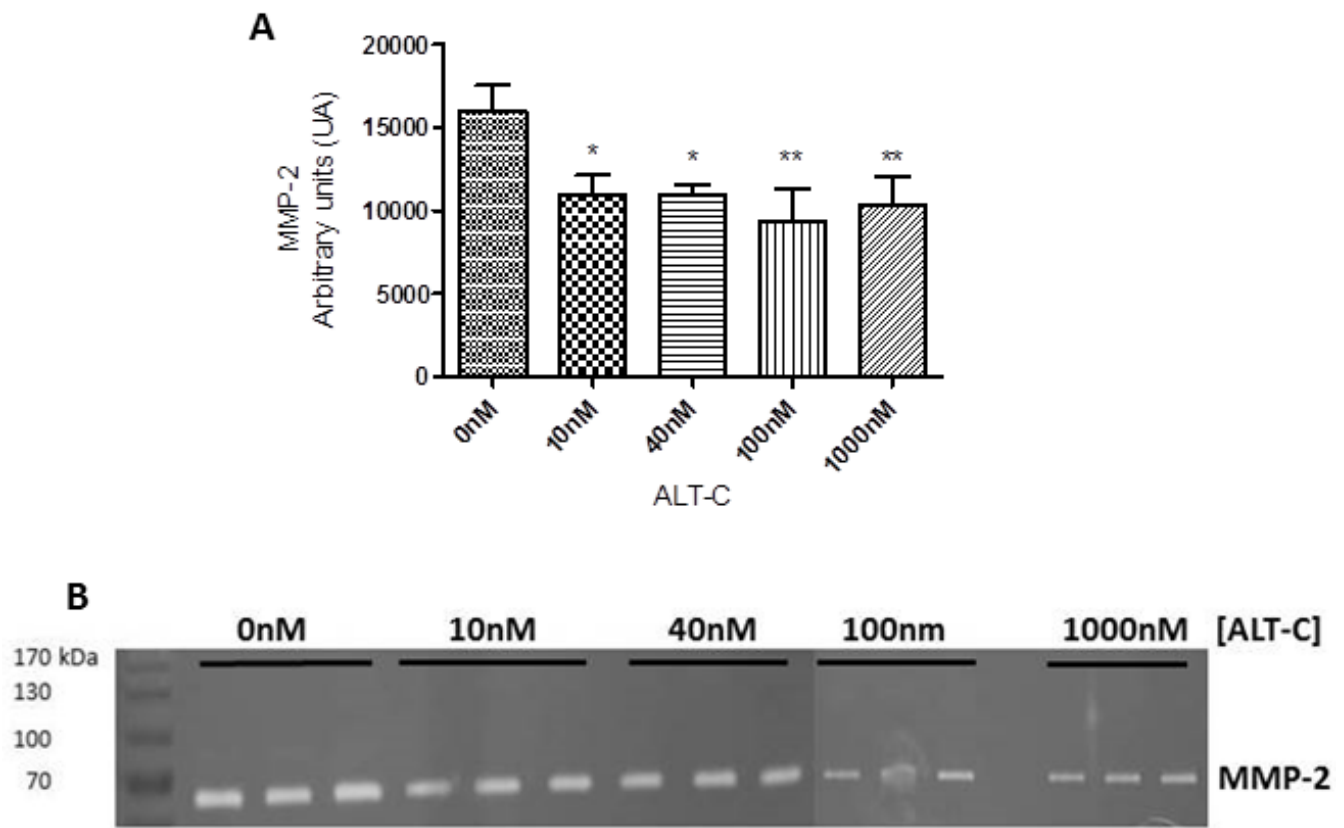 A
20000
15000
10000
5000
0
MMP-2
Arbitrary units (UA)
*
*
**
**
0nM
10nM
40nM
100nM
1000nM
ALT-C
B
0nM 10nM 40nM 100nm 1000nM [ALT-C]
170 kDa
130
100
70
MMP-2